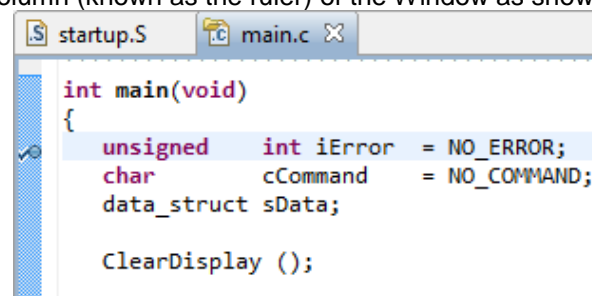 column (known as the ruler) of the window as show
startup.S main.c
int main(void)
{
unsigned int iError = NO_ERROR;
char cCommand = NO_COMMAND;
data_struct sData;
ClearDisplay ();